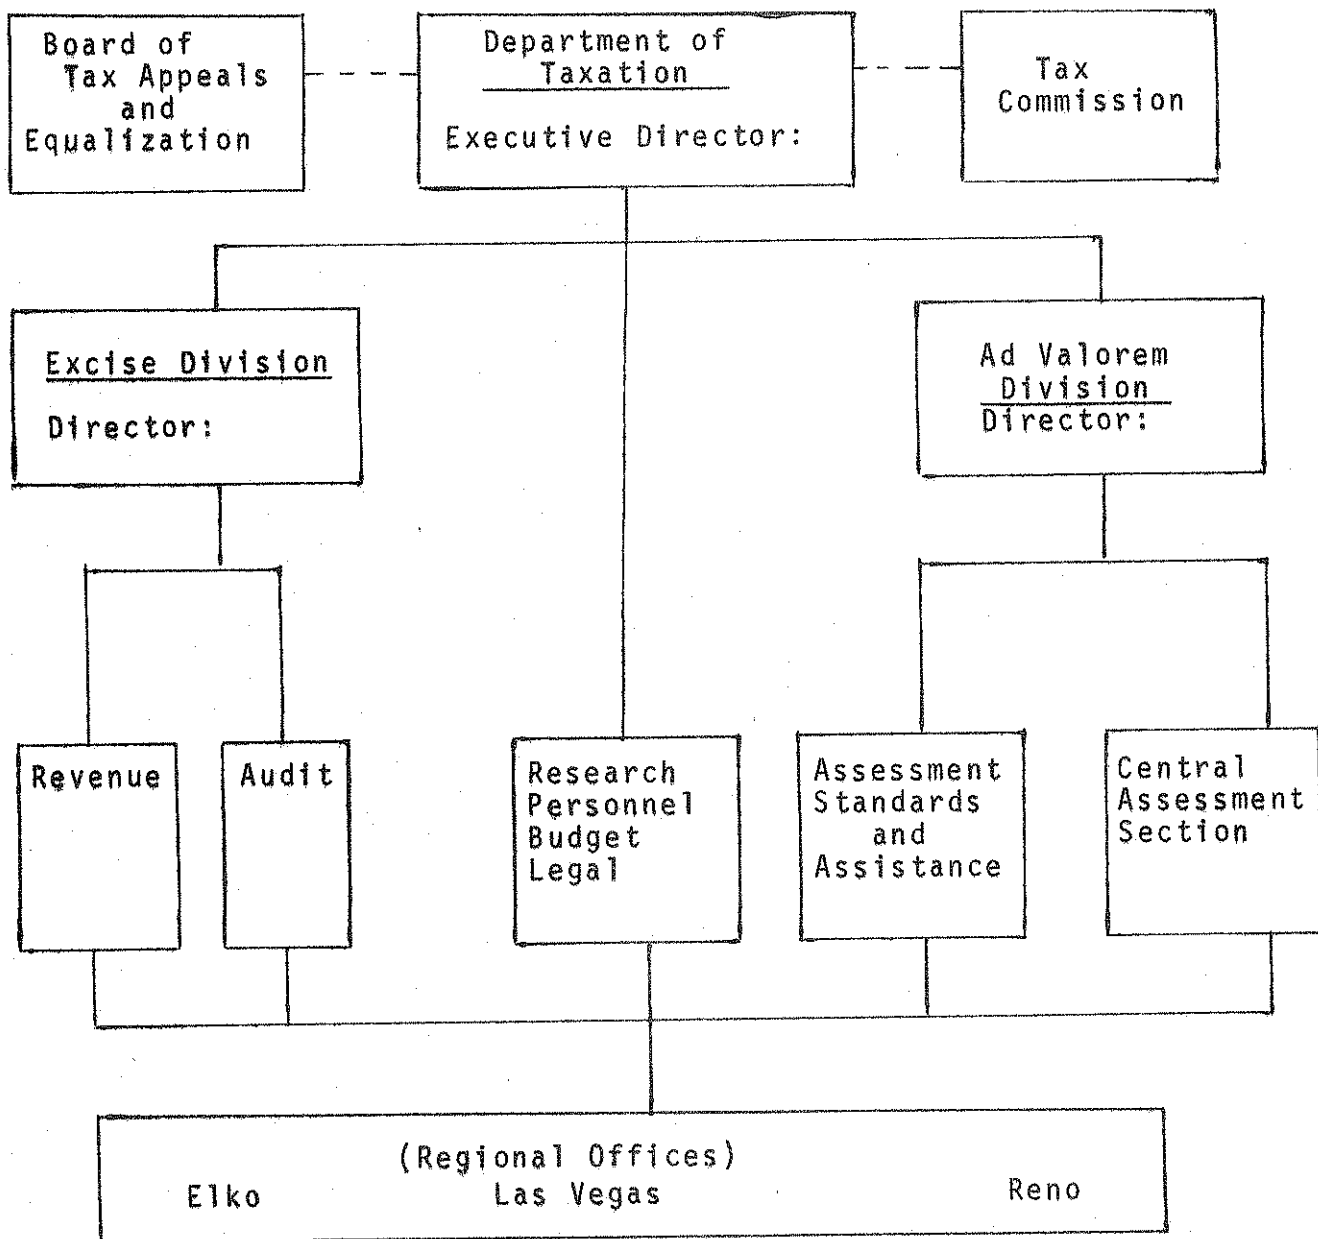 Board of
Tax Appeals
and
Equalization
Department of
Taxation
Executive Director:
Tax
Commission
Excise Division
Director:
Ad Valorem
Division
Director:
Revenue
Audit
Research
Personnel
Budget
Legal
Assessment
Standards
and
Assistance
Central
Assessment
Section
(Regional Offices)
Elko Las Vegas Reno